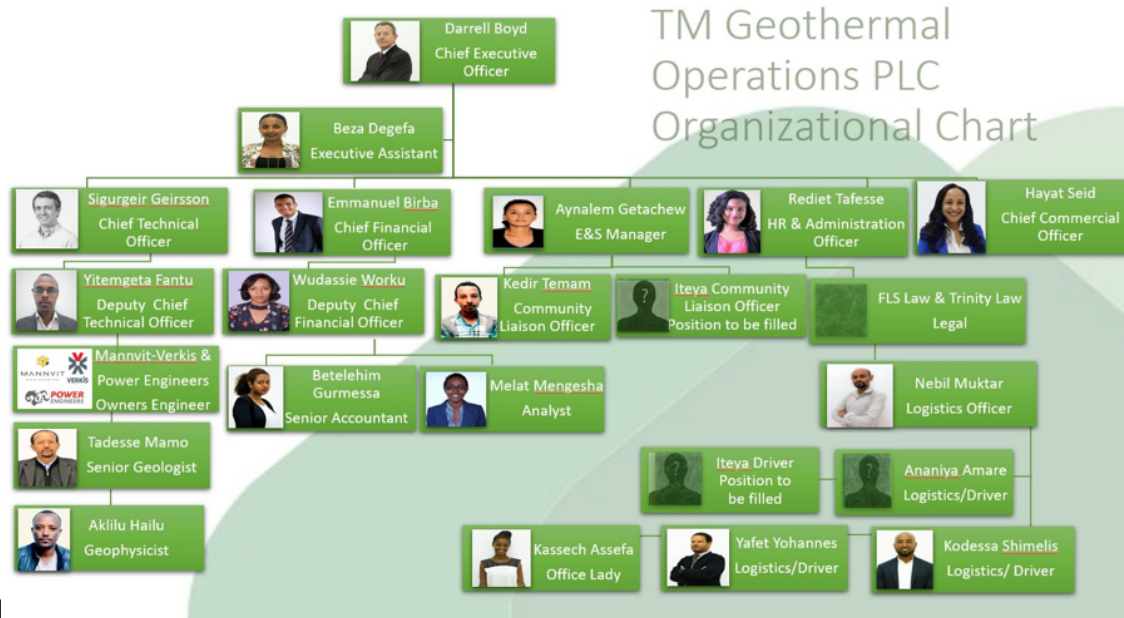 TM Geothermal
Operations PLC
Organizational Chart
Darrell Boyd
Chief Executive
Officer
Beza Degefa
Executive Assistant
Sigurgeir Geirsson
Chief Technical
Officer
Emmanuel Birba
Chief Financial
Officer
Aynalem Getachew
E&S Manager
Rediet Tafesse
HR & Administration
Officer
Hayat Seid
Chief Commercial
Officer
Yitemgeta Fantu
Deputy Chief
Technical Officer
Wudassie Worku
Deputy Chief
Financial Officer
Kedir Temam
Community
Liaison Officer
?
Iteya Community
Liaison Officer
Position to be filled
FLS Law & Trinity Law
Legal
MANNVIT
ENGINEERING
VERKÍS
POWER
ENGINEERS
Mannvit-Verkis &
Power Engineers
Owners Engineer
Betelehim
Gurmessa
Senior Accountant
Melat Mengesha
Analyst
Nebil Muktar
Logistics Officer
Tadesse Mamo
Senior Geologist
?
Iteya Driver
Position to
be filled
?
Ananiya Amare
Logistics/Driver
Aklilu Hailu
Geophysicist
Kassech Assefa
Office Lady
Yafet Yohannes
Logistics/Driver
Kodessa Shimelis
Logistics/ Driver